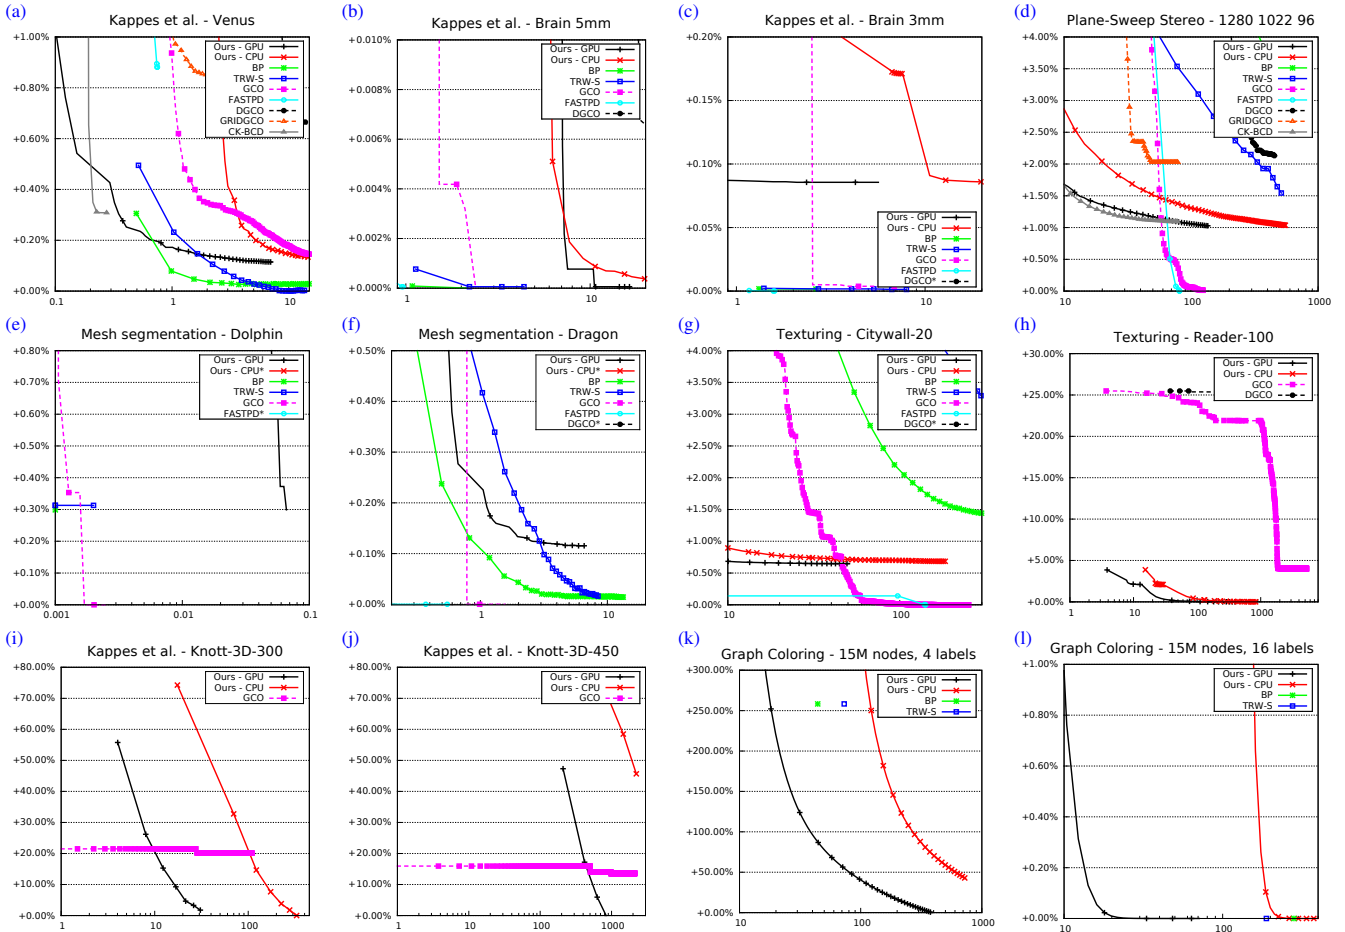 (a)
Kappes et al. - Venus
+1.00%
+0.80%
+0.60%
+0.40%
+0.20%
+0.00%
0.1
1
10
Ours - GPU
Ours - CPU
BP
TRW-S
GCO
FASTPD
DGCO
GRIDGCO
CK-BCD
(b)
Kappes et al. - Brain 5mm
+0.010%
+0.008%
+0.006%
+0.004%
+0.002%
+0.000%
1
10
Ours - GPU
Ours - CPU
BP
TRW-S
GCO
FASTPD
DGCO
(c)
Kappes et al. - Brain 3mm
+0.20%
+0.15%
+0.10%
+0.05%
+0.00%
1
10
Ours - GPU
Ours - CPU
BP
TRW-S
GCO
FASTPD
DGCO*
(d)
Plane-Sweep Stereo - 1280 1022 96
+4.00%
+3.50%
+3.00%
+2.50%
+2.00%
+1.50%
+1.00%
+0.50%
+0.00%
10
100
1000
Ours - GPU
Ours - CPU
BP
TRW-S
GCO
FASTPD
DGCO
GRIDGCO
CK-BCD
(e)
Mesh segmentation - Dolphin
+0.80%
+0.70%
+0.60%
+0.50%
+0.40%
+0.30%
+0.20%
+0.10%
+0.00%
0.001
0.01
0.1
Ours - GPU
Ours - CPU*
BP
TRW-S
GCO
FASTPD*
(f)
Mesh segmentation - Dragon
+0.50%
+0.40%
+0.30%
+0.20%
+0.10%
+0.00%
1
10
Ours - GPU
Ours - CPU*
BP
TRW-S
GCO
FASTPD
DGCO*
(g)
Texturing - Citywall-20
+4.00%
+3.50%
+3.00%
+2.50%
+2.00%
+1.50%
+1.00%
+0.50%
+0.00%
10
100
Ours - GPU
Ours - CPU
BP
TRW-S
GCO
FASTPD
DGCO*
(h)
Texturing - Reader-100
+30.00%
+25.00%
+20.00%
+15.00%
+10.00%
+5.00%
+0.00%
1
10
100
1000
Ours - GPU
Ours - CPU
GCO
DGCO
(i)
Kappes et al. - Knott-3D-300
+80.00%
+70.00%
+60.00%
+50.00%
+40.00%
+30.00%
+20.00%
+10.00%
+0.00%
1
10
100
Ours - GPU
Ours - CPU
GCO
(j)
Kappes et al. - Knott-3D-450
+80.00%
+70.00%
+60.00%
+50.00%
+40.00%
+30.00%
+20.00%
+10.00%
+0.00%
1
10
100
1000
Ours - GPU
Ours - CPU
GCO
(k)
Graph Coloring - 15M nodes, 4 labels
+300.00%
+250.00%
+200.00%
+150.00%
+100.00%
+50.00%
+0.00%
10
100
1000
Ours - GPU
Ours - CPU
BP
TRW-S
(l)
Graph Coloring - 15M nodes, 16 labels
+1.00%
+0.80%
+0.60%
+0.40%
+0.20%
+0.00%
10
100
Ours - GPU
Ours - CPU
BP
TRW-S